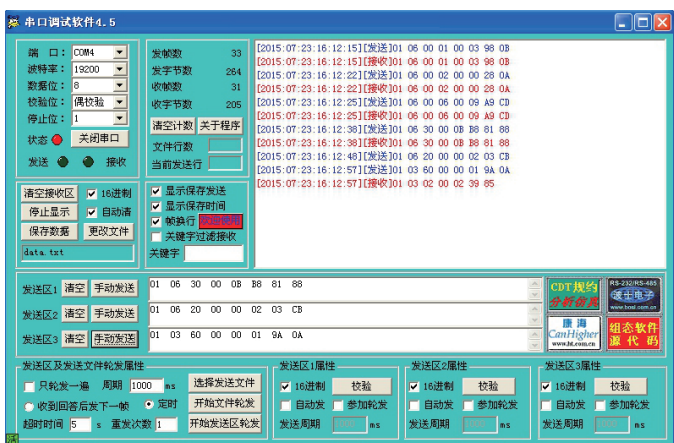 串口调试软件4.5
端 口： COM4
波特率： 19200
数据位： 8
校验位： 偶校验
停止位： 1
状态 关闭串口
发送 接收
发帧数 33
发字节数 264
收帧数 31
收字节数 205
清空计数 关于程序
文件行数
当前发送行
[2015:07:23:16:12:15][发送]01 06 00 01 00 03 98 0B
[2015:07:23:16:12:15][接收]01 06 00 01 00 03 98 0B
[2015:07:23:16:12:22][发送]01 06 00 02 00 00 28 0A
[2015:07:23:16:12:22][接收]01 06 00 02 00 00 28 0A
[2015:07:23:16:12:25][发送]01 06 00 06 00 09 A9 CD
[2015:07:23:16:12:25][接收]01 06 00 06 00 09 A9 CD
[2015:07:23:16:12:38][发送]01 06 30 00 0B B8 81 88
[2015:07:23:16:12:38][接收]01 06 30 00 0B B8 81 88
[2015:07:23:16:12:48][发送]01 06 20 00 00 02 03 CB
[2015:07:23:16:12:57][发送]01 03 60 00 00 01 9A 0A
[2015:07:23:16:12:57][接收]01 03 02 00 02 39 85
清空接收区 16进制
停止显示 自动清
保存数据 更改文件
data.txt
显示保存发送
显示保存时间
帧换行 欢迎使用
关键字过滤接收
关键字
发送区1 清空 手动发送 01 06 30 00 0B B8 81 88
发送区2 清空 手动发送 01 06 20 00 00 02 03 CB
发送区3 清空 手动发送 01 03 60 00 00 01 9A 0A
CDT规约
分析仿真
RS-232/RS-485
波士电子
www.bosi.com.cn
康海
CanHigher
www.ht.com.cn
组态软件
源代码
发送区及发送文件轮发属性
只轮发一遍 周期 1000 ms 选择发送文件
收到回答后发下一帧 定时 开始文件轮发
超时时间 5 s 重发次数 1 开始发送区轮发
发送区1属性
16进制 校验
自动发 参加轮发
发送周期 ms
发送区2属性
16进制 校验
自动发 参加轮发
发送周期 ms
发送区3属性
16进制 校验
自动发 参加轮发
发送周期 ms